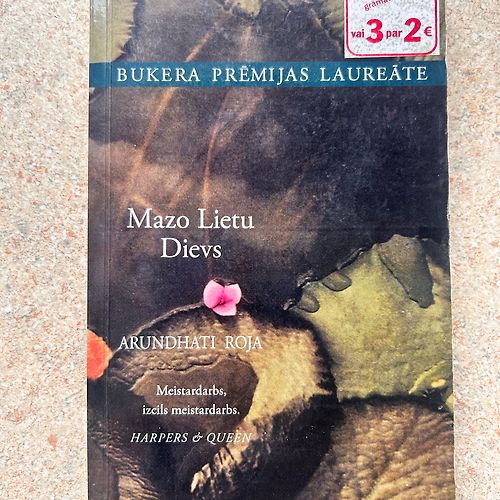 vai 3 par 2€
BUKERA PRĒMIJAS LAUREĀTE
Mazo Lietu
Dievs
ARUNDHATI ROJA
Meistardarbs,
izcils meistardarbs.
HARPERS & QUEEN